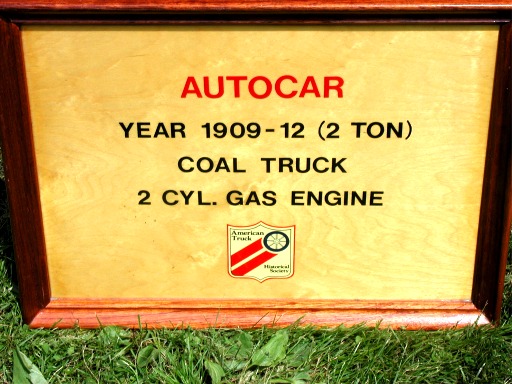 AUTOCAR
YEAR 1909-12 (2 TON)
COAL TRUCK
2 CYL. GAS ENGINE
American
Truck
Historical
Society